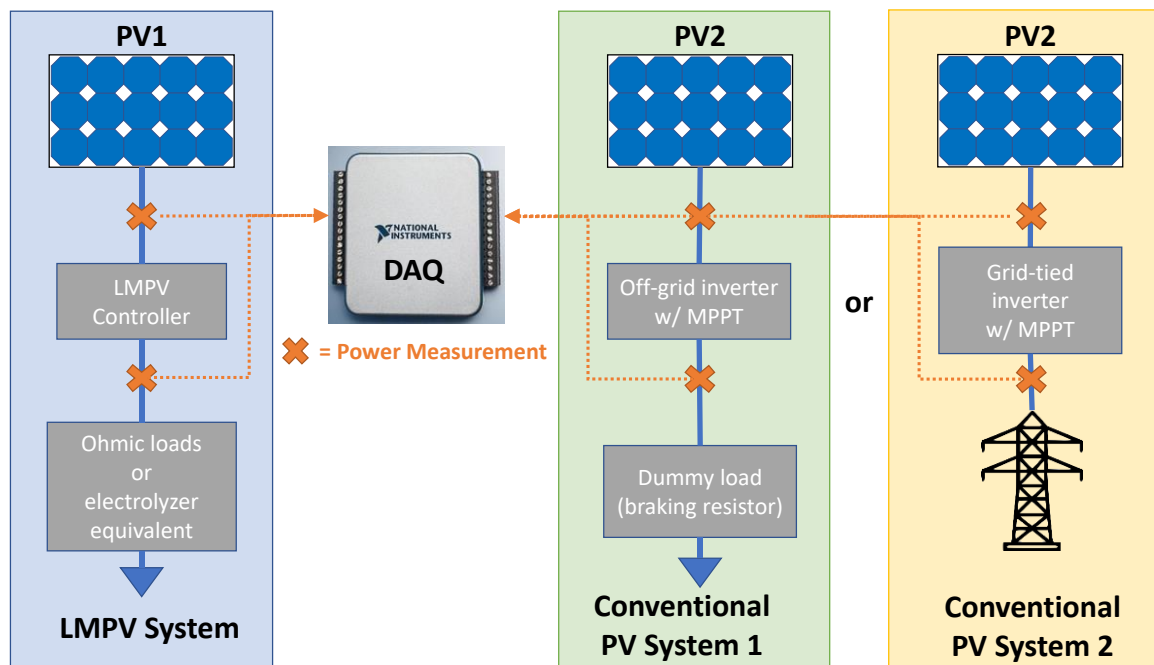 PV1
LMPV
Controller
Ohmic loads
or
electrolyzer
equivalent
LMPV System
NATIONAL
INSTRUMENTS
DAQ
= Power Measurement
PV2
Off-grid inverter
w/ MPPT
Dummy load
(braking resistor)
Conventional
PV System 1
or
PV2
Grid-tied
inverter
w/ MPPT
Conventional
PV System 2